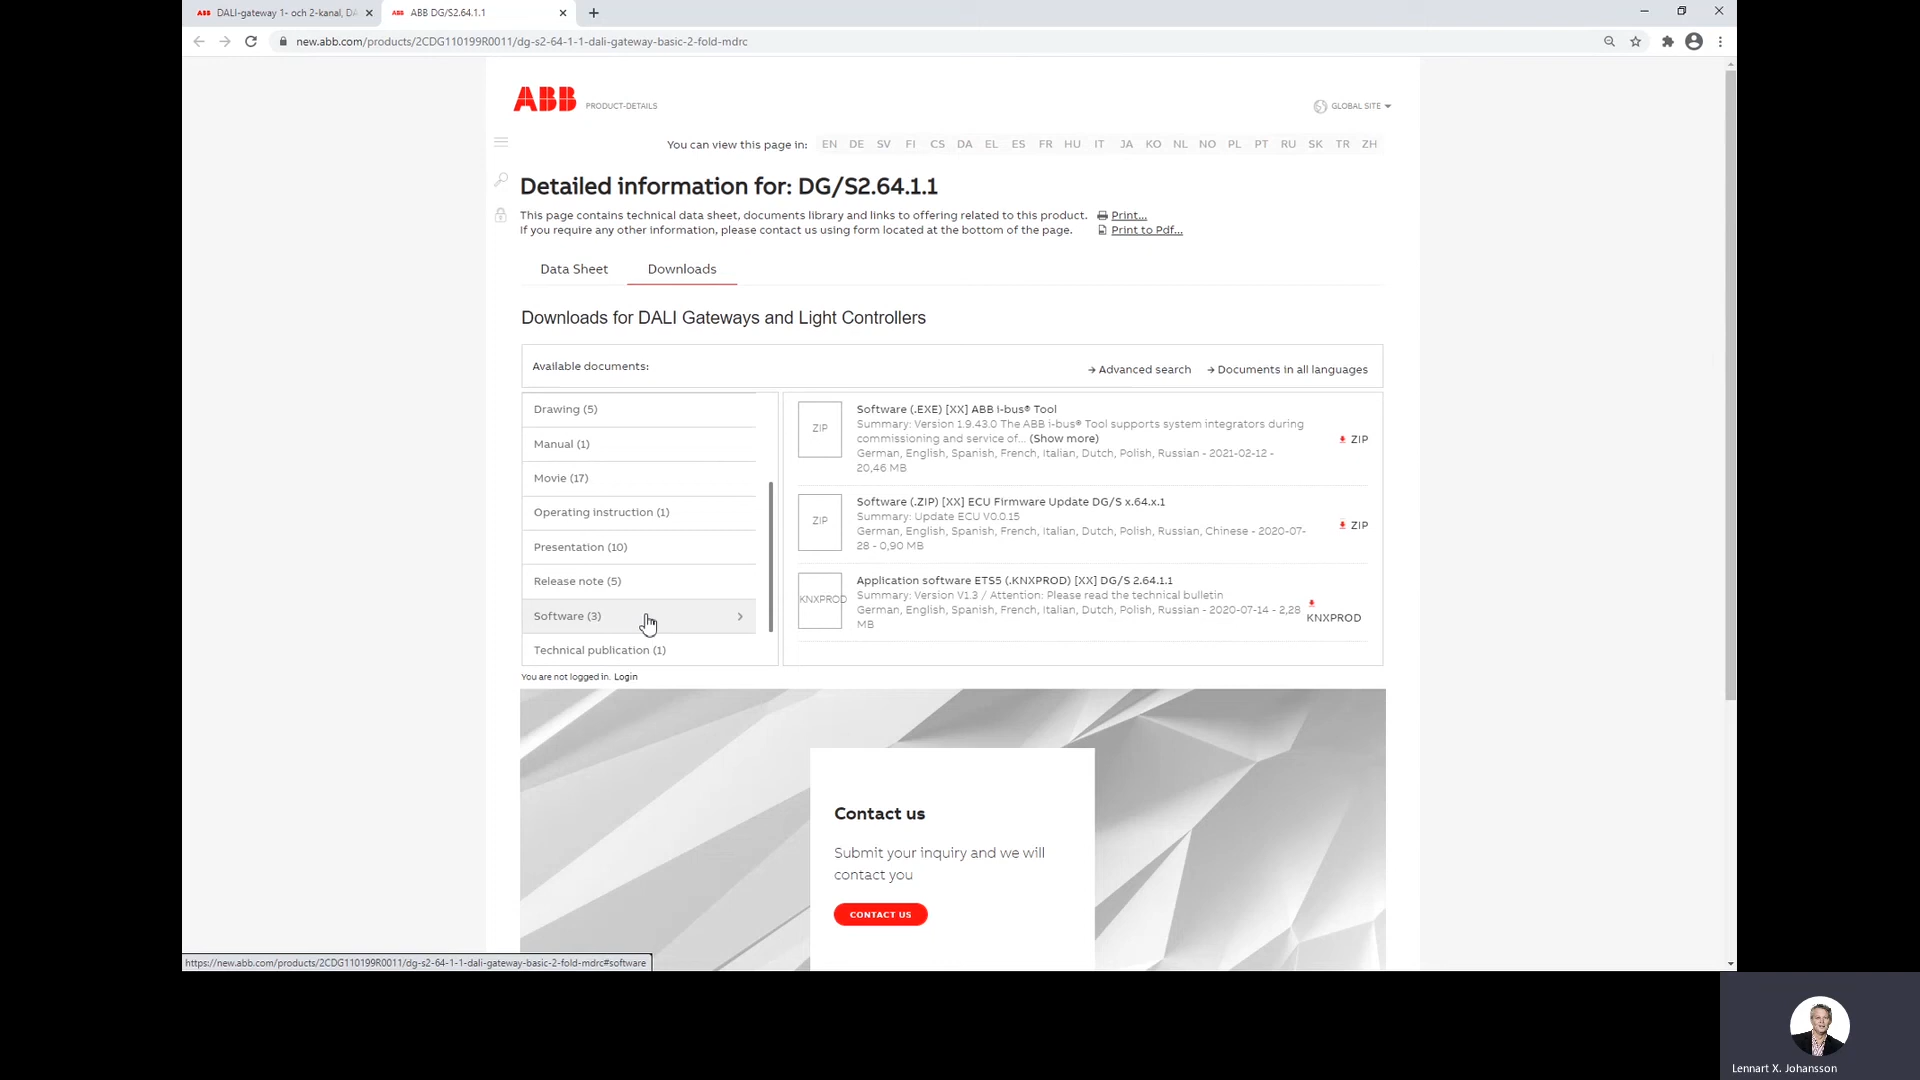 ABB DALI-gateway 1- och 2-kanal, DA
ABB ABB DG/S2.64.1.1
new.abb.com/products/2CDG110199R0011/dg-s2-64-1-1-dali-gateway-basic-2-fold-mdrc
ABB PRODUCT-DETAILS
GLOBAL SITE
You can view this page in: EN DE SV FI CS DA EL ES FR HU IT JA KO NL NO PL PT RU SK TR ZH
Detailed information for: DG/S2.64.1.1
This page contains technical data sheet, documents library and links to offering related to this product.
If you require any other information, please contact us using form located at the bottom of the page.
Print...
Print to Pdf...
Data Sheet Downloads
Downloads for DALI Gateways and Light Controllers
Available documents:
→ Advanced search → Documents in all languages
Drawing (5)
Manual (1)
Movie (17)
Operating instruction (1)
Presentation (10)
Release note (5)
Software (3)
Technical publication (1)
ZIP
Software (.EXE) [XX] ABB i-bus® Tool
Summary: Version 1.9.43.0 The ABB i-bus® Tool supports system integrators during
commissioning and service of... (Show more)
German, English, Spanish, French, Italian, Dutch, Polish, Russian - 2021-02-12 -
20,46 MB
ZIP
ZIP
Software (.ZIP) [XX] ECU Firmware Update DG/S x.64.x.1
Summary: Update ECU V0.0.15
German, English, Spanish, French, Italian, Dutch, Polish, Russian, Chinese - 2020-07-
28 - 0,90 MB
ZIP
KNXPROD
Application software ETS5 (.KNXPROD) [XX] DG/S 2.64.1.1
Summary: Version V1.3 / Attention: Please read the technical bulletin
German, English, Spanish, French, Italian, Dutch, Polish, Russian - 2020-07-14 - 2,28
MB
KNXPROD
You are not logged in. Login
Contact us
Submit your inquiry and we will
contact you
CONTACT US
https://new.abb.com/products/2CDG110199R0011/dg-s2-64-1-1-dali-gateway-basic-2-fold-mdrc#software
Lennart X. Johansson